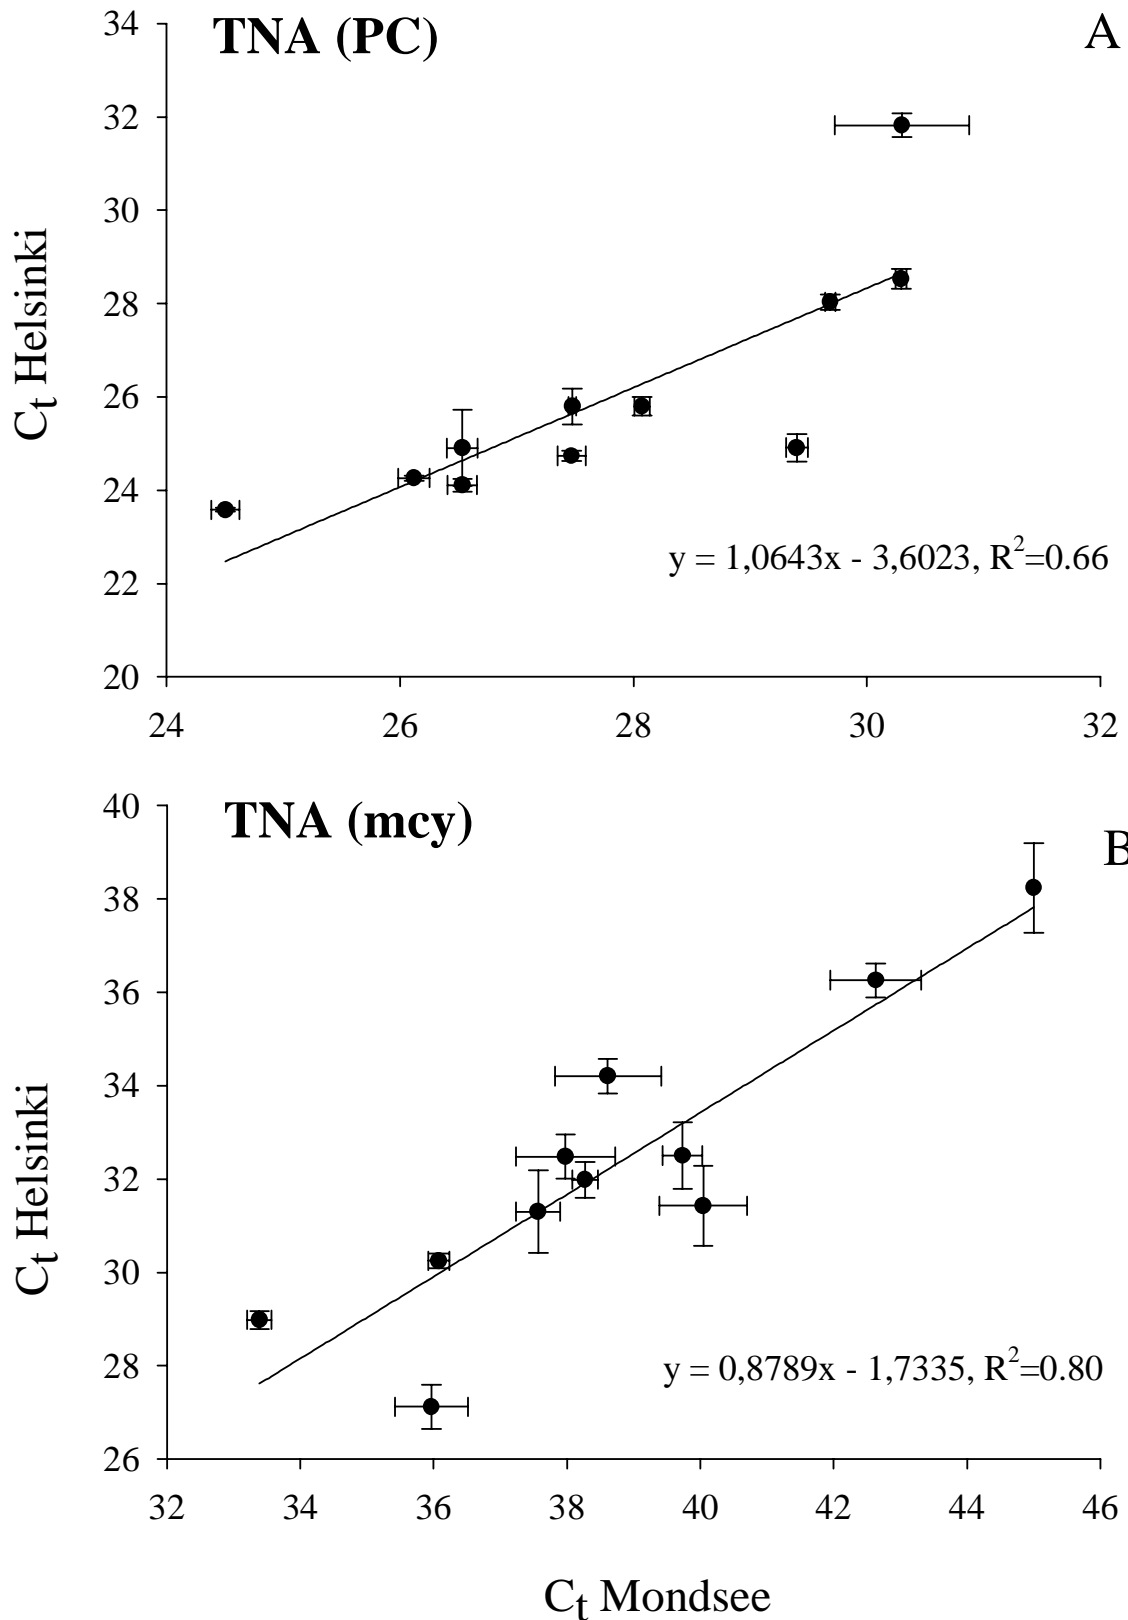 TNA (PC)
A
34
32
30
28
26
24
22
20
Ct Helsinki
y = 1,0643x - 3,6023, R²=0.66
24 26 28 30 32
TNA (mcy)
B
40
38
36
34
32
30
28
26
Ct Helsinki
y = 0,8789x - 1,7335, R²=0.80
32 34 36 38 40 42 44 46
Ct Mondsee